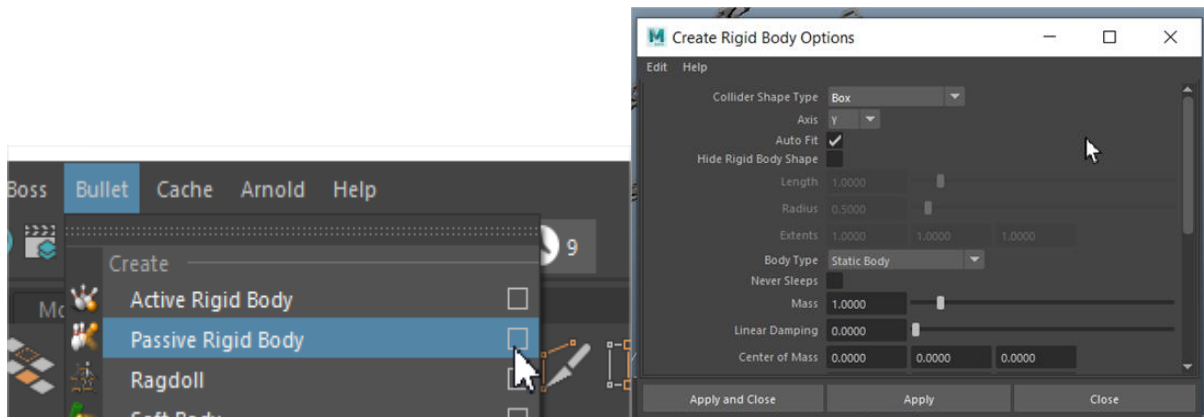 Boss Bullet Cache Arnold Help
9
Create
Active Rigid Body
Passive Rigid Body
Ragdoll
Soft Body
Create Rigid Body Options
Edit Help
Collider Shape Type Box
Axis Y
Auto Fit
Hide Rigid Body Shape
Length 1.0000
Radius 0.5000
Extents 1.0000 1.0000 1.0000
Body Type Static Body
Never Sleeps
Mass 1.0000
Linear Damping 0.0000
Center of Mass 0.0000 0.0000 0.0000
Apply and Close Apply Close